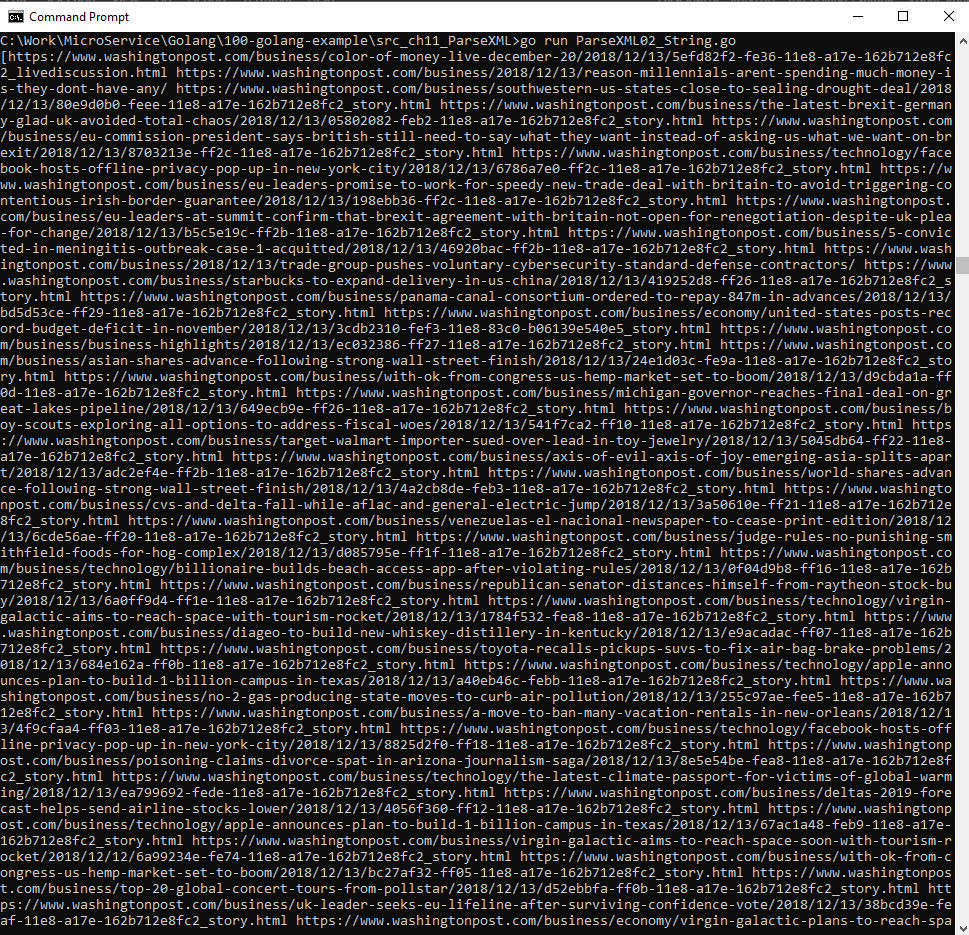 Command Prompt
C:\Work\MicroService\Golang\100-golang-example\src_ch11_ParseXML>go run ParseXML02_String.go
[https://www.washingtonpost.com/business/color-of-money-live-december-20/2018/12/13/5efd82f2-fe36-11e8-a17e-162b712e8fc
2_livediscussion.html https://www.washingtonpost.com/business/2018/12/13/reason-millennials-arent-spending-much-money-i
s-they-dont-have-any/ https://www.washingtonpost.com/business/southwestern-us-states-close-to-sealing-drought-deal/2018
/12/13/80e9d0b0-feee-11e8-a17e-162b712e8fc2_story.html https://www.washingtonpost.com/business/the-latest-brexit-german
y-glad-uk-avoided-total-chaos/2018/12/13/05802082-feb2-11e8-a17e-162b712e8fc2_story.html https://www.washingtonpost.com
/business/eu-commission-president-says-british-still-need-to-say-what-they-want-instead-of-asking-us-what-we-want-on-br
exit/2018/12/13/8703213e-ff2c-11e8-a17e-162b712e8fc2_story.html https://www.washingtonpost.com/business/technology/face
book-hosts-offline-privacy-pop-up-in-new-york-city/2018/12/13/6786a7e0-ff2c-11e8-a17e-162b712e8fc2_story.html https://w
ww.washingtonpost.com/business/eu-leaders-promise-to-work-for-speedy-new-trade-deal-with-britain-to-avoid-triggering-co
ntentious-irish-border-guarantee/2018/12/13/198ebb36-ff2c-11e8-a17e-162b712e8fc2_story.html https://www.washingtonpost.
com/business/eu-leaders-at-summit-confirm-that-brexit-agreement-with-britain-not-open-for-renegotiation-despite-uk-plea
-for-change/2018/12/13/b5c5e19c-ff2b-11e8-a17e-162b712e8fc2_story.html https://www.washingtonpost.com/business/5-convic
ted-in-meningitis-outbreak-case-1-acquitted/2018/12/13/46920bac-ff2b-11e8-a17e-162b712e8fc2_story.html https://www.wash
ingtonpost.com/business/2018/12/13/trade-group-pushes-voluntary-cybersecurity-standard-defense-contractors/ https://www
.washingtonpost.com/business/starbucks-to-expand-delivery-in-us-china/2018/12/13/419252d8-ff26-11e8-a17e-162b712e8fc2_s
tory.html https://www.washingtonpost.com/business/panama-canal-consortium-ordered-to-repay-847m-in-advances/2018/12/13/
bd5d53ce-ff29-11e8-a17e-162b712e8fc2_story.html https://www.washingtonpost.com/business/economy/united-states-posts-rec
ord-budget-deficit-in-november/2018/12/13/3cdb2310-fef3-11e8-83c0-b06139e540e5_story.html https://www.washingtonpost.co
m/business/business-highlights/2018/12/13/ec032386-ff27-11e8-a17e-162b712e8fc2_story.html https://www.washingtonpost.co
m/business/asian-shares-advance-following-strong-wall-street-finish/2018/12/13/24e1d03c-fe9a-11e8-a17e-162b712e8fc2_sto
ry.html https://www.washingtonpost.com/business/with-ok-from-congress-us-hemp-market-set-to-boom/2018/12/13/d9cbda1a-ff
0d-11e8-a17e-162b712e8fc2_story.html https://www.washingtonpost.com/business/michigan-governor-reaches-final-deal-on-gr
eat-lakes-pipeline/2018/12/13/649ecb9e-ff26-11e8-a17e-162b712e8fc2_story.html https://www.washingtonpost.com/business/b
oy-scouts-exploring-all-options-to-address-fiscal-woes/2018/12/13/541f7ca2-ff10-11e8-a17e-162b712e8fc2_story.html https
://www.washingtonpost.com/business/target-walmart-importer-sued-over-lead-in-toy-jewelry/2018/12/13/5045db64-ff22-11e8-
a17e-162b712e8fc2_story.html https://www.washingtonpost.com/business/axis-of-evil-axis-of-joy-emerging-asia-splits-apar
t/2018/12/13/adc2ef4e-ff2b-11e8-a17e-162b712e8fc2_story.html https://www.washingtonpost.com/business/world-shares-advan
ce-following-strong-wall-street-finish/2018/12/13/4a2cb8de-feb3-11e8-a17e-162b712e8fc2_story.html https://www.washingto
npost.com/business/cvs-and-delta-fall-while-aflac-and-general-electric-jump/2018/12/13/3a50610e-ff21-11e8-a17e-162b712e
8fc2_story.html https://www.washingtonpost.com/business/venezuelas-el-nacional-newspaper-to-cease-print-edition/2018/12
/13/6cde56ae-ff20-11e8-a17e-162b712e8fc2_story.html https://www.washingtonpost.com/business/judge-rules-no-punishing-sm
ithfield-foods-for-hog-complex/2018/12/13/d085795e-ff1f-11e8-a17e-162b712e8fc2_story.html https://www.washingtonpost.co
m/business/technology/billionaire-builds-beach-access-app-after-violating-rules/2018/12/13/0f04d9b8-ff16-11e8-a17e-162b
712e8fc2_story.html https://www.washingtonpost.com/business/republican-senator-distances-himself-from-raytheon-stock-bu
y/2018/12/13/6a0ff9d4-ff1e-11e8-a17e-162b712e8fc2_story.html https://www.washingtonpost.com/business/technology/virgin-
galactic-aims-to-reach-space-with-tourism-rocket/2018/12/13/1784f532-fea8-11e8-a17e-162b712e8fc2_story.html https://www
.washingtonpost.com/business/diageo-to-build-new-whiskey-distillery-in-kentucky/2018/12/13/e9acadac-ff07-11e8-a17e-162b
712e8fc2_story.html https://www.washingtonpost.com/business/toyota-recalls-pickups-suvs-to-fix-air-bag-brake-problems/2
018/12/13/684e162a-ff0b-11e8-a17e-162b712e8fc2_story.html https://www.washingtonpost.com/business/technology/apple-anno
unces-plan-to-build-1-billion-campus-in-texas/2018/12/13/a40eb46c-febb-11e8-a17e-162b712e8fc2_story.html https://www.wa
shingtonpost.com/business/no-2-gas-producing-state-moves-to-curb-air-pollution/2018/12/13/255c97ae-fee5-11e8-a17e-162b7
12e8fc2_story.html https://www.washingtonpost.com/business/a-move-to-ban-many-vacation-rentals-in-new-orleans/2018/12/1
3/4f9cfaa4-ff03-11e8-a17e-162b712e8fc2_story.html https://www.washingtonpost.com/business/technology/facebook-hosts-off
line-privacy-pop-up-in-new-york-city/2018/12/13/8825d2f0-ff18-11e8-a17e-162b712e8fc2_story.html https://www.washingtonp
ost.com/business/poisoning-claims-divorce-spat-in-arizona-journalism-saga/2018/12/13/8e5e54be-fea8-11e8-a17e-162b712e8f
c2_story.html https://www.washingtonpost.com/business/technology/the-latest-climate-passport-for-victims-of-global-warm
ing/2018/12/13/ea799692-fede-11e8-a17e-162b712e8fc2_story.html https://www.washingtonpost.com/business/deltas-2019-fore
cast-helps-send-airline-stocks-lower/2018/12/13/4056f360-ff12-11e8-a17e-162b712e8fc2_story.html https://www.washingtonp
ost.com/business/technology/apple-announces-plan-to-build-1-billion-campus-in-texas/2018/12/13/67ac1a48-feb9-11e8-a17e-
162b712e8fc2_story.html https://www.washingtonpost.com/business/virgin-galactic-aims-to-reach-space-soon-with-tourism-r
ocket/2018/12/12/6a99234e-fe74-11e8-a17e-162b712e8fc2_story.html https://www.washingtonpost.com/business/with-ok-from-c
ongress-us-hemp-market-set-to-boom/2018/12/13/bc27af32-ff05-11e8-a17e-162b712e8fc2_story.html https://www.washingtonpos
t.com/business/top-20-global-concert-tours-from-pollstar/2018/12/13/d52ebbfa-ff0b-11e8-a17e-162b712e8fc2_story.html htt
ps://www.washingtonpost.com/business/uk-leader-seeks-eu-lifeline-after-surviving-confidence-vote/2018/12/13/38bcd39e-fe
af-11e8-a17e-162b712e8fc2_story.html https://www.washingtonpost.com/business/economy/virgin-galactic-plans-to-reach-spa